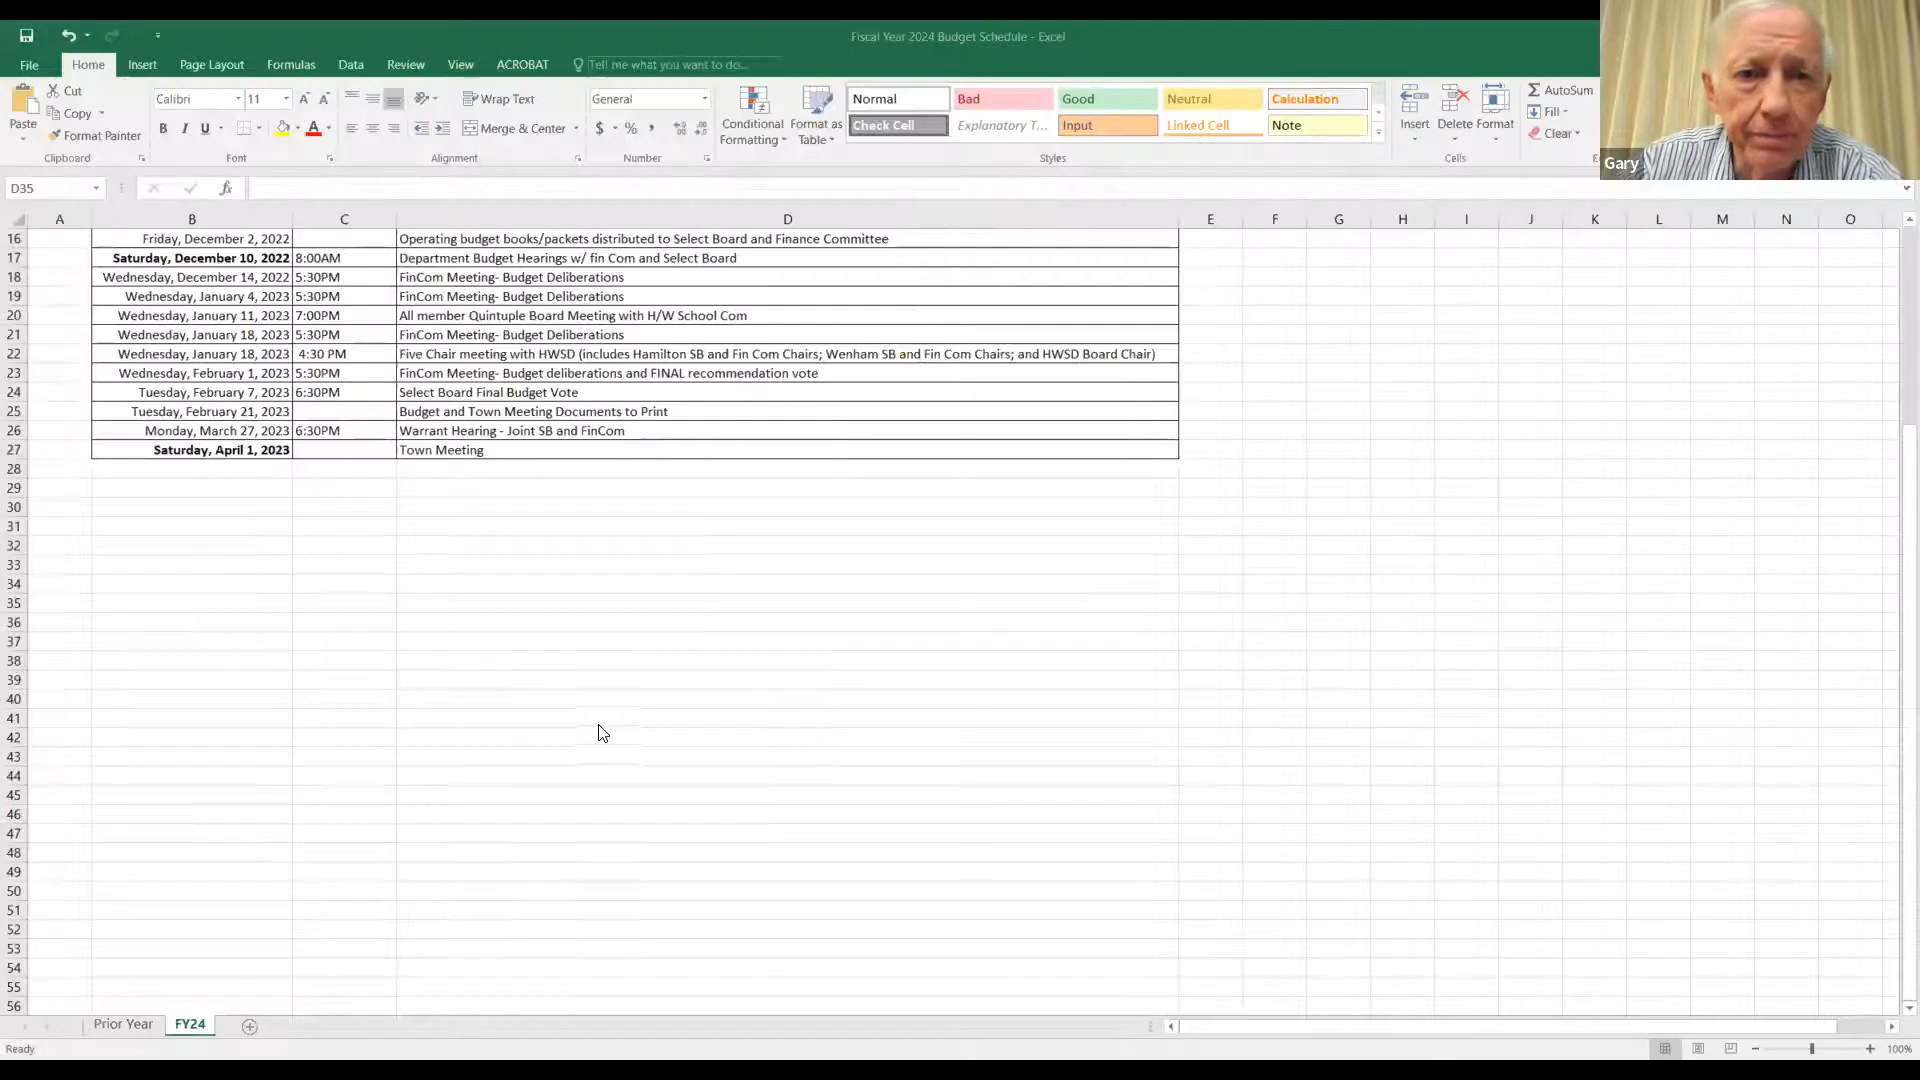 Fiscal Year 2024 Budget Schedule - Excel
File Home Insert Page Layout Formulas Data Review View ACROBAT Tell me what you want to do...
Paste
Cut
Copy
Format Painter
Clipboard
Calibri 11
B I U
Font
Wrap Text
Merge & Center
Alignment
General
$ % ,
Number
Conditional Formatting
Format as Table
Normal Bad Good Neutral Calculation
Check Cell Explanatory T... Input Linked Cell Note
Styles
Insert Delete Format
Cells
AutoSum
Fill
Clear
Gary
D35 fx
A B C D E F G H I J K L M N O
16 Friday, December 2, 2022 Operating budget books/packets distributed to Select Board and Finance Committee
17 Saturday, December 10, 2022 8:00AM Department Budget Hearings w/ fin Com and Select Board
18 Wednesday, December 14, 2022 5:30PM FinCom Meeting- Budget Deliberations
19 Wednesday, January 4, 2023 5:30PM FinCom Meeting- Budget Deliberations
20 Wednesday, January 11, 2023 7:00PM All member Quintuple Board Meeting with H/W School Com
21 Wednesday, January 18, 2023 5:30PM FinCom Meeting- Budget Deliberations
22 Wednesday, January 18, 2023 4:30 PM Five Chair meeting with HWSD (includes Hamilton SB and Fin Com Chairs; Wenham SB and Fin Com Chairs; and HWSD Board Chair)
23 Wednesday, February 1, 2023 5:30PM FinCom Meeting- Budget deliberations and FINAL recommendation vote
24 Tuesday, February 7, 2023 6:30PM Select Board Final Budget Vote
25 Tuesday, February 21, 2023 Budget and Town Meeting Documents to Print
26 Monday, March 27, 2023 6:30PM Warrant Hearing - Joint SB and FinCom
27 Saturday, April 1, 2023 Town Meeting
28
29
30
31
32
33
34
35
36
37
38
39
40
41
42
43
44
45
46
47
48
49
50
51
52
53
54
55
56
Prior Year FY24
Ready 100%